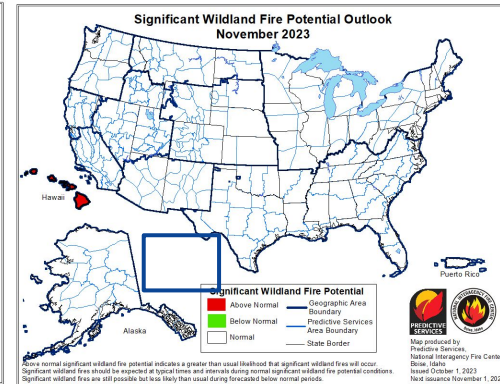 Significant Wildland Fire Potential Outlook
November 2023
Hawaii
Alaska
Puerto Rico
Significant Wildland Fire Potential
Above Normal
Below Normal
Normal
Geographic Area
Boundary
Predictive Services
Area Boundary
State Border
PREDICTIVE
SERVICES
Map produced by
Predictive Services,
National Interagency Fire Cente
Boise, Idaho
Issued October 1, 2023
Next issuance November 1, 202
Above normal significant wildland fire potential indicates a greater than usual likelihood that significant wildland fires will occur.
Significant wildland fires should be expected at typical times and intervals during normal significant wildland fire potential conditions.
Significant wildland fires are still possible but less likely than usual during forecasted below normal periods.